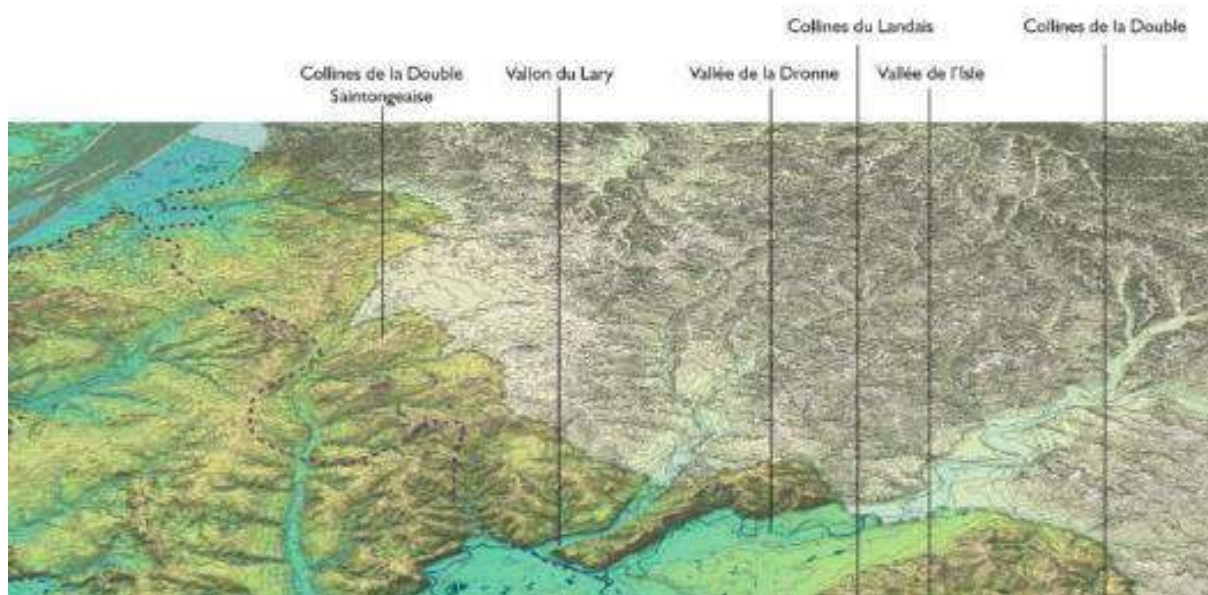 Collines du Landais
Collines de la Double
Collines de la Double
Saintongeaise
Vallon du Lary
Vallée de la Dronne
Vallée de l'Isle